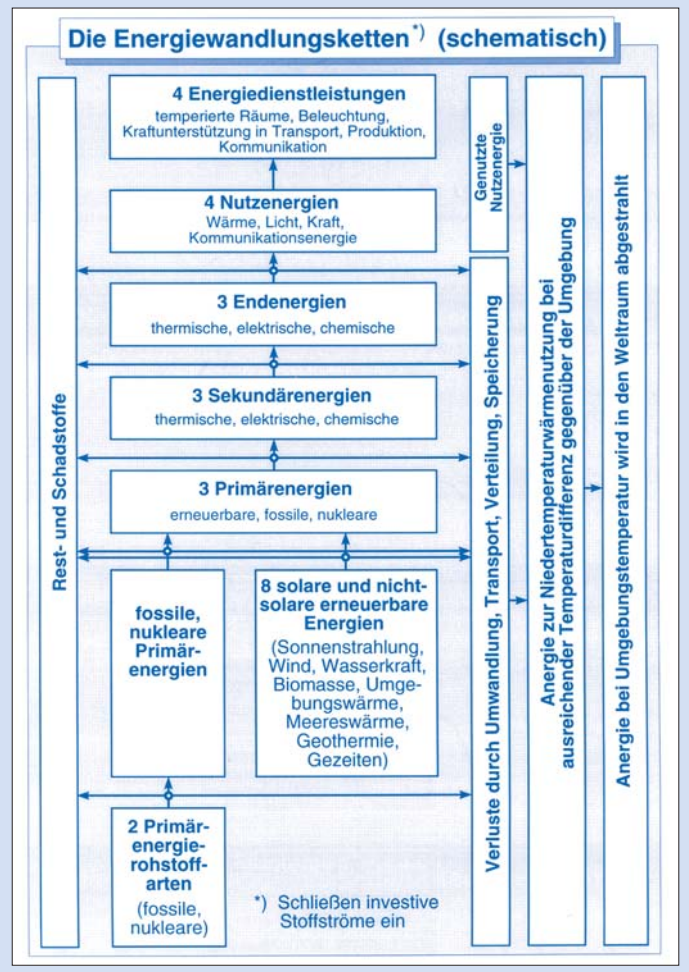 Die Energiewandlungsketten*) (schematisch)
Rest- und Schadstoffe
4 Energiedienstleistungen
temperierte Räume, Beleuchtung,
Kraftunterstützung in Transport, Produktion,
Kommunikation
4 Nutzenergien
Wärme, Licht, Kraft,
Kommunikationsenergie
3 Endenergien
thermische, elektrische, chemische
3 Sekundärenergien
thermische, elektrische, chemische
3 Primärenergien
erneuerbare, fossile, nukleare
fossile,
nukleare
Primär-
energien
8 solare und nicht-
solare erneuerbare
Energien
(Sonnenstrahlung,
Wind, Wasserkraft,
Biomasse, Umge-
bungswärme,
Meereswärme,
Geothermie,
Gezeiten)
2 Primär-
energie-
rohstoff-
arten
(fossile,
nukleare)
*) Schließen investive
Stoffströme ein
Genutzte
Nutzenergie
Verluste durch Umwandlung, Transport, Verteilung, Speicherung
Anergie zur Niedertemperaturwärmenutzung bei
ausreichender Temperaturdifferenz gegenüber der Umgebung
Anergie bei Umgebungstemperatur wird in den Weltraum abgestrahlt